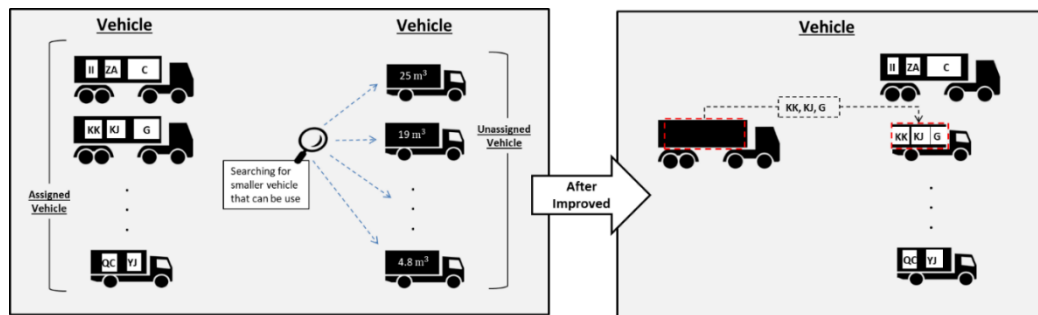 Vehicle
Vehicle
Vehicle
II ZA C
KK KJ G
Assigned
Vehicle
.
.
.
QC YJ
Searching for
smaller vehicle
that can be use
25 m³
19 m³
.
.
.
4.8 m³
Unassigned
Vehicle
After
Improved
II ZA C
KK, KJ, G
KK KJ G
.
.
.
QC YJ